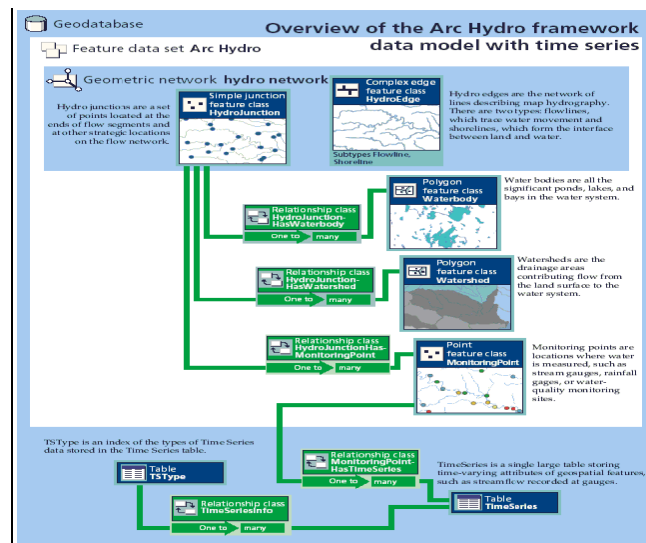 Geodatabase
Overview of the Arc Hydro framework
data model with time series
Feature data set Arc Hydro
Geometric network hydro network
Hydro junctions are a set
of points located at the
ends of flow segments and
at other strategic locations
on the flow network.
Simple junction
feature class
HydroJunction
Complex edge
feature class
HydroEdge
Subtypes Flowline,
Shoreline
Hydro edges are the network of
lines describing map hydrography.
There are two types: flowlines,
which trace water movement and
shorelines, which form the interface
between land and water.
Relationship class
HydroJunction-
HasWaterbody
One to many
Polygon
feature class
Waterbody
Water bodies are all the
significant ponds, lakes, and
bays in the water system.
Relationship class
HydroJunction-
HasWatershed
One to many
Polygon
feature class
Watershed
Watersheds are the
drainage areas
contributing flow from
the land surface to the
water system.
Relationship class
HydroJunctionHas-
MonitoringPoint
One to many
Point
feature class
MonitoringPoint
Monitoring points are
locations where water
is measured, such as
stream gauges, rainfall
gages, or water-
quality monitoring
sites.
TSType is an index of the types of Time Series
data stored in the Time Series table.
Table
TSType
Relationship class
MonitoringPoint-
HasTimeSeries
One to many
TimeSeries is a single large table storing
time-varying attributes of geospatial features,
such as streamflow recorded at gauges.
Relationship class
TimeSeriesInfo
One to many
Table
TimeSeries